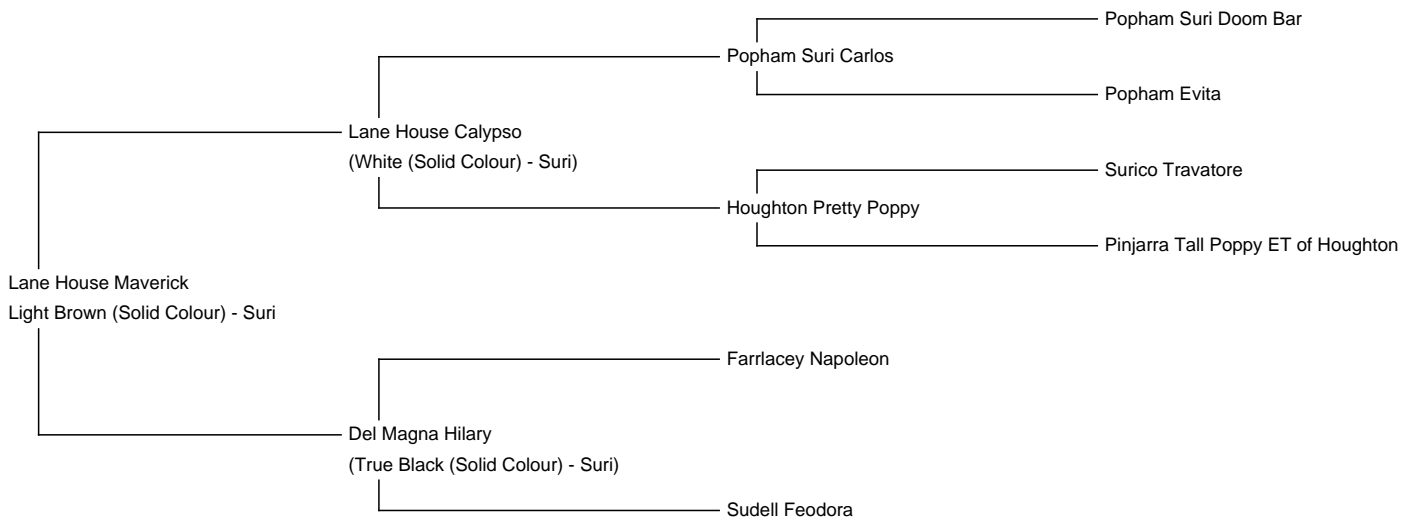 Popham Suri Doom Bar
Popham Suri Carlos
Popham Evita
Lane House Calypso
(White (Solid Colour) - Suri)
Surico Travatore
Houghton Pretty Poppy
Pinjarra Tall Poppy ET of Houghton
Lane House Maverick
Light Brown (Solid Colour) - Suri
Farrlacey Napoleon
Del Magna Hilary
(True Black (Solid Colour) - Suri)
Sudell Feodora